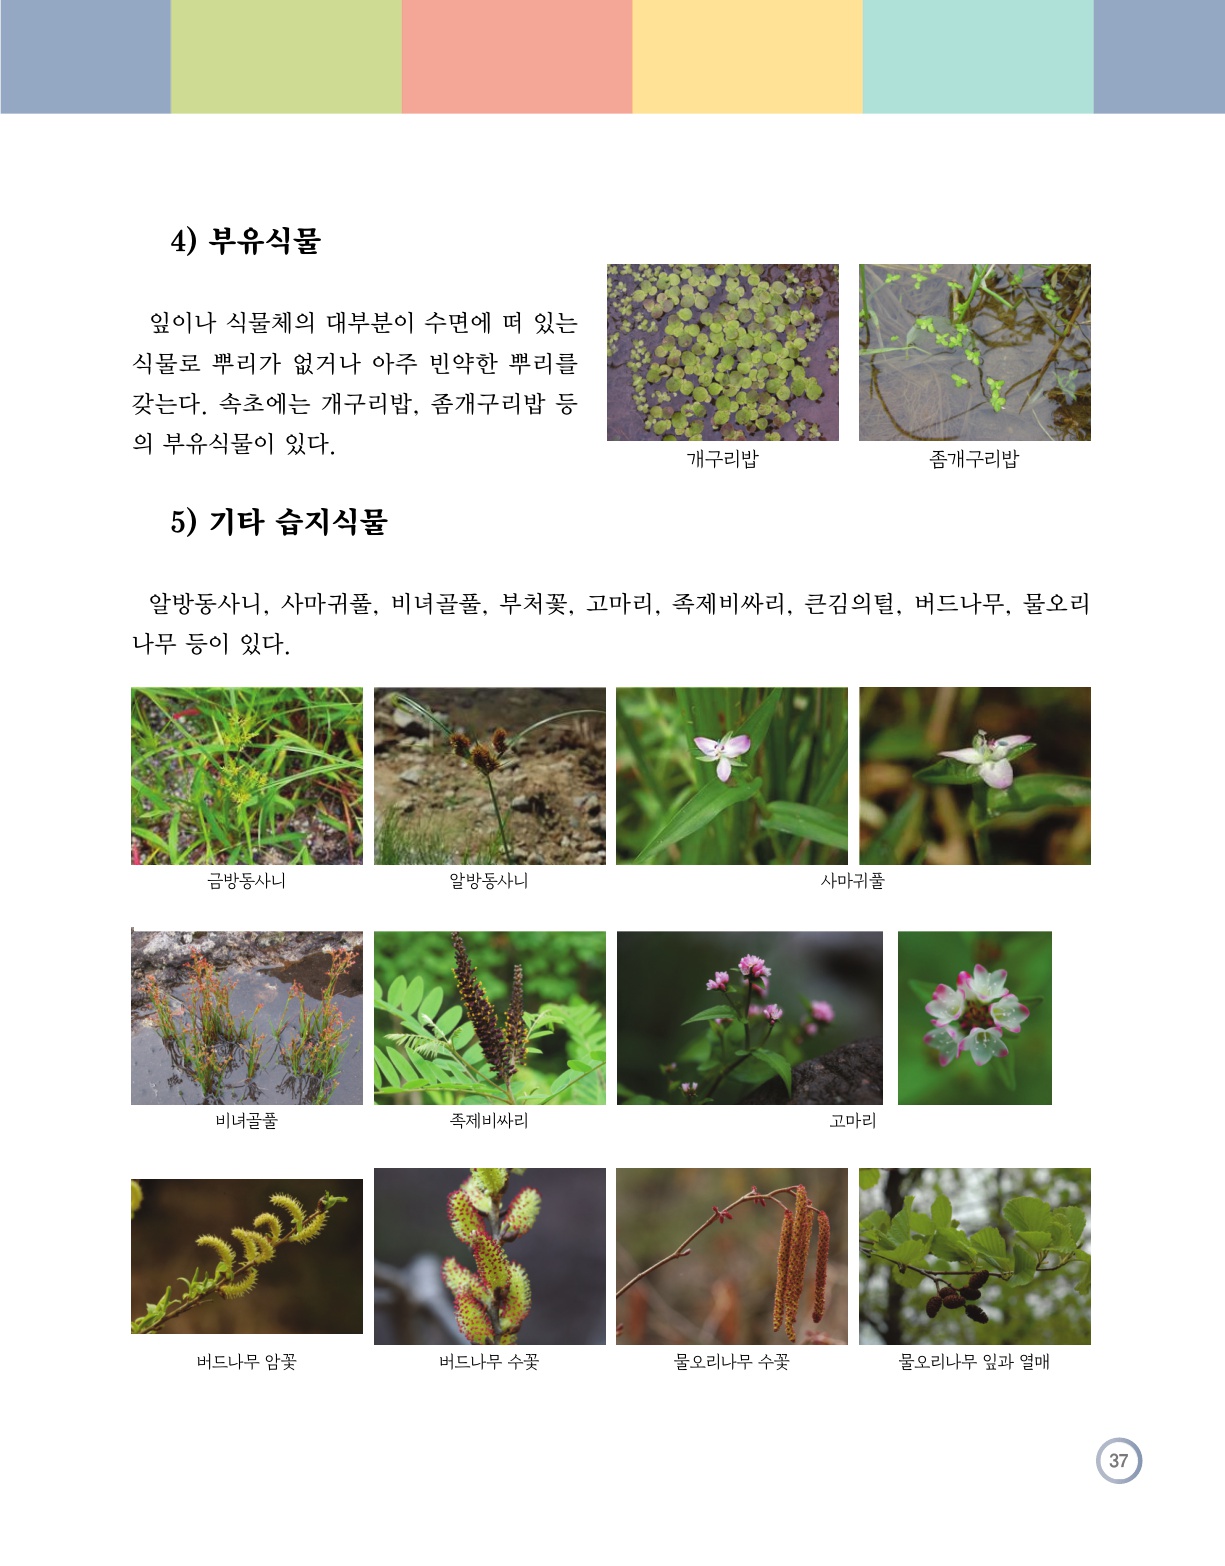 4) 부유식물
잎이나 식물체의 대부분이 수면에 떠 있는
식물로 뿌리가 없거나 아주 빈약한 뿌리를
갖는다. 속초에는 개구리밥, 좀개구리밥 등
의 부유식물이 있다.
개구리밥
좀개구리밥
5) 기타 습지식물
알방동사니, 사마귀풀, 비녀골풀, 부처꽃, 고마리, 족제비싸리, 큰김의털, 버드나무, 물오리
나무 등이 있다.
금방동사니
알방동사니
사마귀풀
비녀골풀
족제비싸리
고마리
버드나무 암꽃
버드나무 수꽃
물오리나무 수꽃
물오리나무 잎과 열매
37